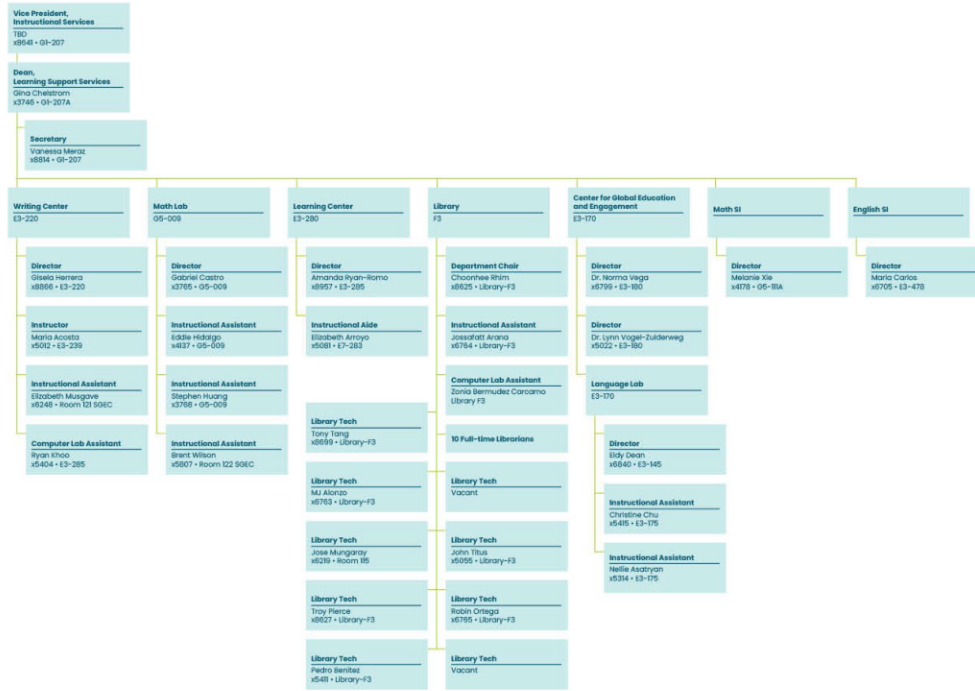 Vice President,
Instructional Services
TBD
x8641 • G1-207
Dean,
Learning Support Services
Gina Chelstrom
x3746 • G1-207A
Secretary
Vanessa Meraz
x8814 • G1-207
Writing Center
E3-220
Director
Gisela Herrera
x8866 • E3-220
Instructor
Maria Acosta
x5012 • E3-239
Instructional Assistant
Elizabeth Musgave
x6248 • Room 121 SGEC
Computer Lab Assistant
Ryan Khoo
x5404 • E3-285
Math Lab
G5-009
Director
Gabriel Castro
x3765 • G5-009
Instructional Assistant
Eddie Hidalgo
x4137 • G5-009
Instructional Assistant
Stephen Huang
x3768 • G5-009
Instructional Assistant
Brent Wilson
x5807 • Room 122 SGEC
Learning Center
E3-280
Director
Amanda Ryan-Romo
x8957 • E3-285
Instructional Aide
Elizabeth Arroyo
x5081 • E7-283
Library
F3
Department Chair
Choonhee Rhim
x8625 • Library-F3
Instructional Assistant
Jossafatt Arana
x6764 • Library-F3
Computer Lab Assistant
Zonia Bermudez Carcamo
Library F3
Library Tech
Tony Tang
x8699 • Library-F3
10 Full-time Librarians
Library Tech
MJ Alonzo
x6763 • Library-F3
Library Tech
Vacant
Library Tech
Jose Mungaray
x6219 • Room 115
Library Tech
John Titus
x5055 • Library-F3
Library Tech
Troy Pierce
x8627 • Library-F3
Library Tech
Robin Ortega
x6765 • Library-F3
Library Tech
Pedro Benitez
x5411 • Library-F3
Library Tech
Vacant
Center for Global Education
and Engagement
E3-170
Director
Dr. Norma Vega
x6799 • E3-180
Director
Dr. Lynn Vogel-Zuiderweg
x5022 • E3-180
Language Lab
E3-170
Director
Eldy Dean
x6840 • E3-145
Instructional Assistant
Christine Chu
x5415 • E3-175
Instructional Assistant
Nellie Asatryan
x5314 • E3-175
Math SI
Director
Melanie Xie
x4178 • G5-111A
English SI
Director
Maria Carlos
x6705 • E3-478